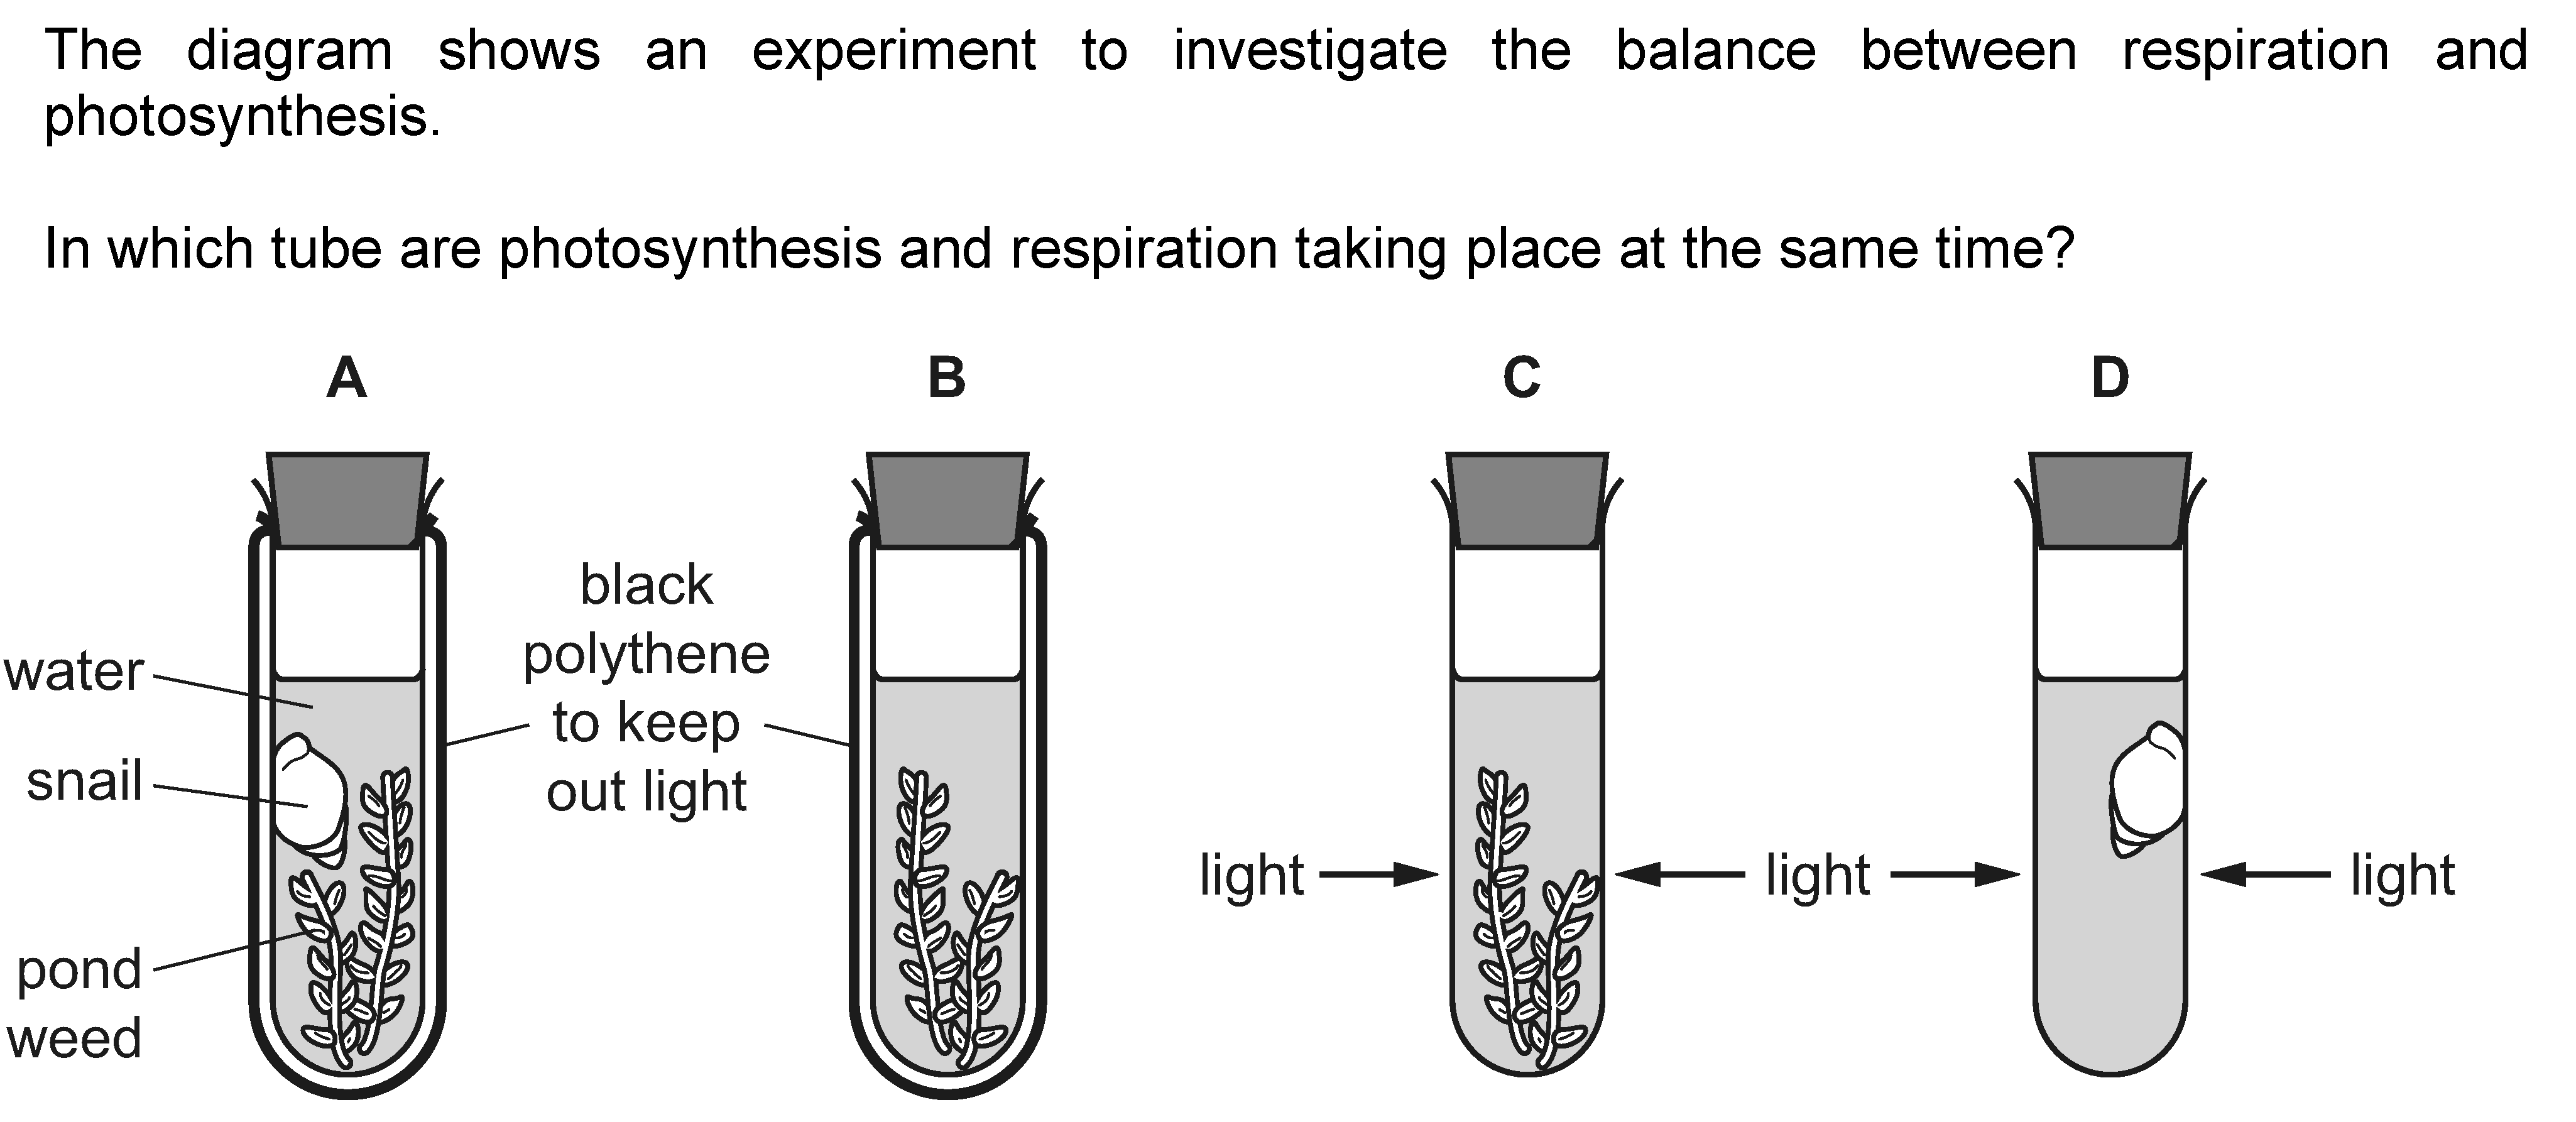 The diagram shows an experiment to investigate the balance between respiration and
photosynthesis.
In which tube are photosynthesis and respiration taking place at the same time?
A B C D
water
snail
pond
weed
black
polythene
to keep
out light
light light light